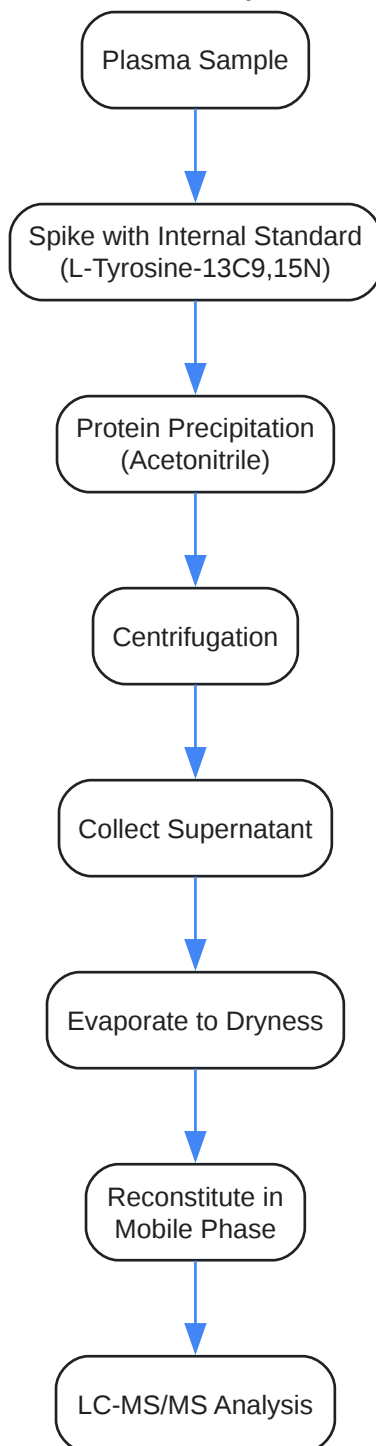 Plasma Sample
Spike with Internal Standard
(L-Tyrosine-13C9,15N)
Protein Precipitation
(Acetonitrile)
Centrifugation
Collect Supernatant
Evaporate to Dryness
Reconstitute in
Mobile Phase
LC-MS/MS Analysis